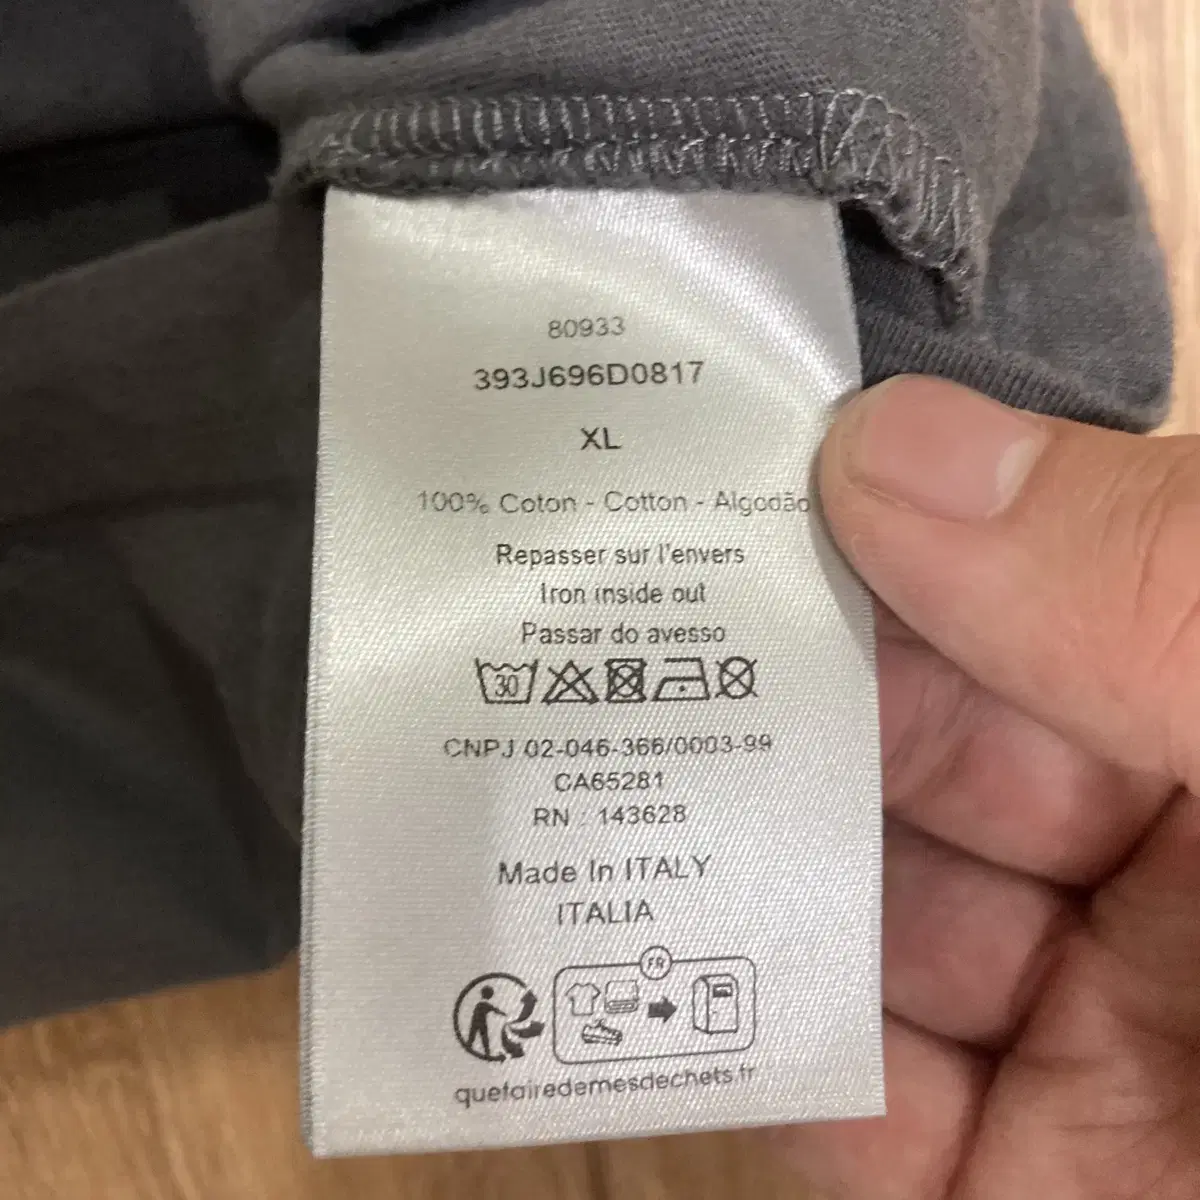 80933
393J696D0817
XL
100% Coton - Cotton - Algodão
Repasser sur l'envers
Iron inside out
Passar do avesso
30
CNPJ 02-046-366/0003-99
CA65281
RN : 143628
Made In ITALY
ITALIA
FR
quefairedemesdechets.fr